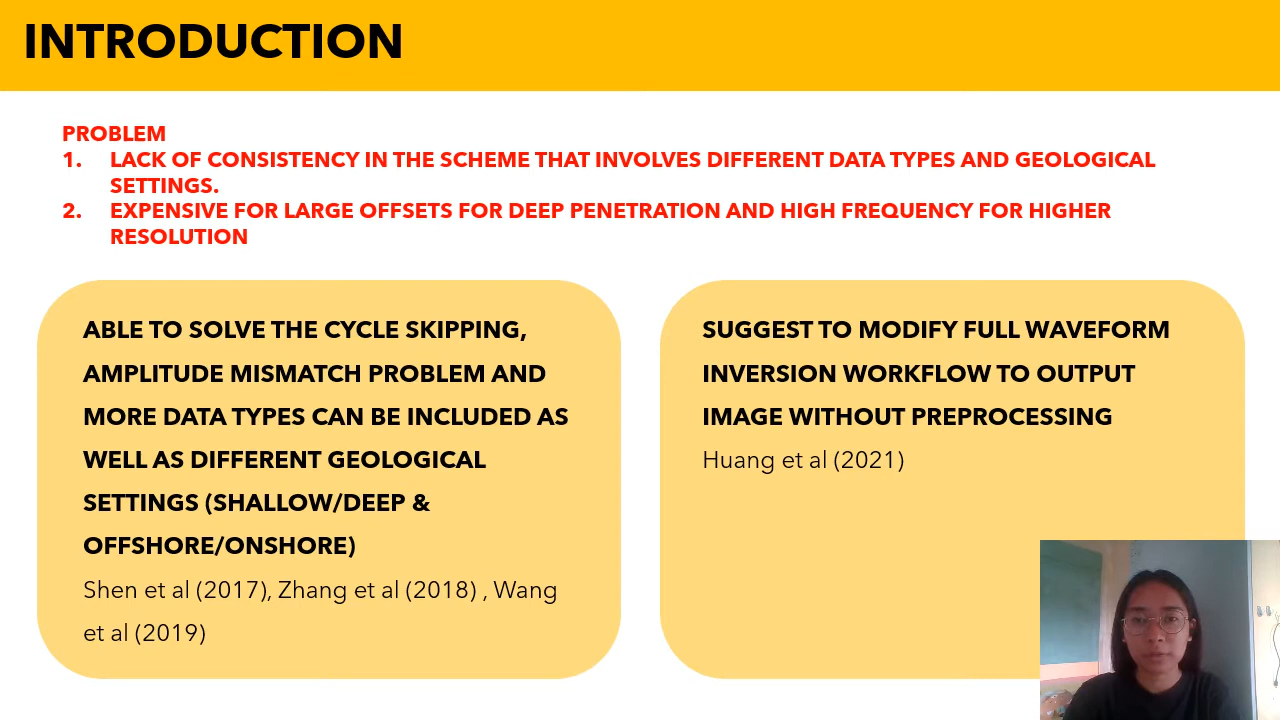 INTRODUCTION
PROBLEM
1. LACK OF CONSISTENCY IN THE SCHEME THAT INVOLVES DIFFERENT DATA TYPES AND GEOLOGICAL
SETTINGS.
2. EXPENSIVE FOR LARGE OFFSETS FOR DEEP PENETRATION AND HIGH FREQUENCY FOR HIGHER
RESOLUTION
ABLE TO SOLVE THE CYCLE SKIPPING,
AMPLITUDE MISMATCH PROBLEM AND
MORE DATA TYPES CAN BE INCLUDED AS
WELL AS DIFFERENT GEOLOGICAL
SETTINGS (SHALLOW/DEEP &
OFFSHORE/ONSHORE)
Shen et al (2017), Zhang et al (2018) , Wang
et al (2019)
SUGGEST TO MODIFY FULL WAVEFORM
INVERSION WORKFLOW TO OUTPUT
IMAGE WITHOUT PREPROCESSING
Huang et al (2021)